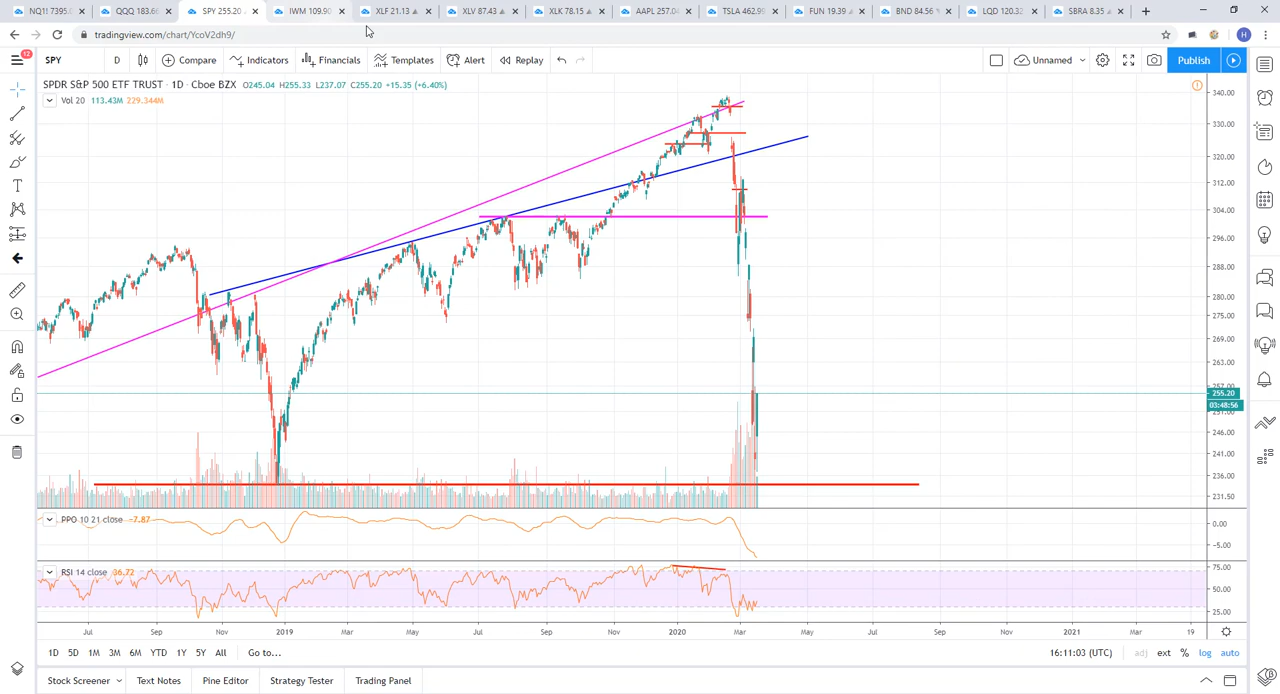 NQ1! 7395.0 QQQ 183.66 SPY 255.20 IWM 109.90 XLF 21.13 XLV 87.43 XLK 78.15 AAPL 257.04 TSLA 462.99 FUN 19.39 BND 84.56 LQD 120.32 SBRA 8.35
tradingview.com/chart/YcoV2dh9/
H
12
SPY D Compare Indicators Financials Templates Alert Replay Unnamed Publish
SPDR S&P 500 ETF TRUST · 1D · Cboe BZX O245.04 H255.33 L237.07 C255.20 +15.35 (+6.40%)
Vol 20 113.43M 229.344M
340.00
330.00
320.00
312.00
304.00
296.00
288.00
280.00
275.00
269.00
263.00
257.00
255.20
03:48:56
251.00
246.00
241.00
236.00
231.50
PPO 10 21 close -7.87
0.00
-5.00
RSI 14 close 36.72
75.00
50.00
25.00
Jul Sep Nov 2019 Mar May Jul Sep Nov 2020 Mar May Jul Sep Nov 2021 Mar 19
1D 5D 1M 3M 6M YTD 1Y 5Y All Go to... 16:11:03 (UTC) adj ext % log auto
Stock Screener Text Notes Pine Editor Strategy Tester Trading Panel